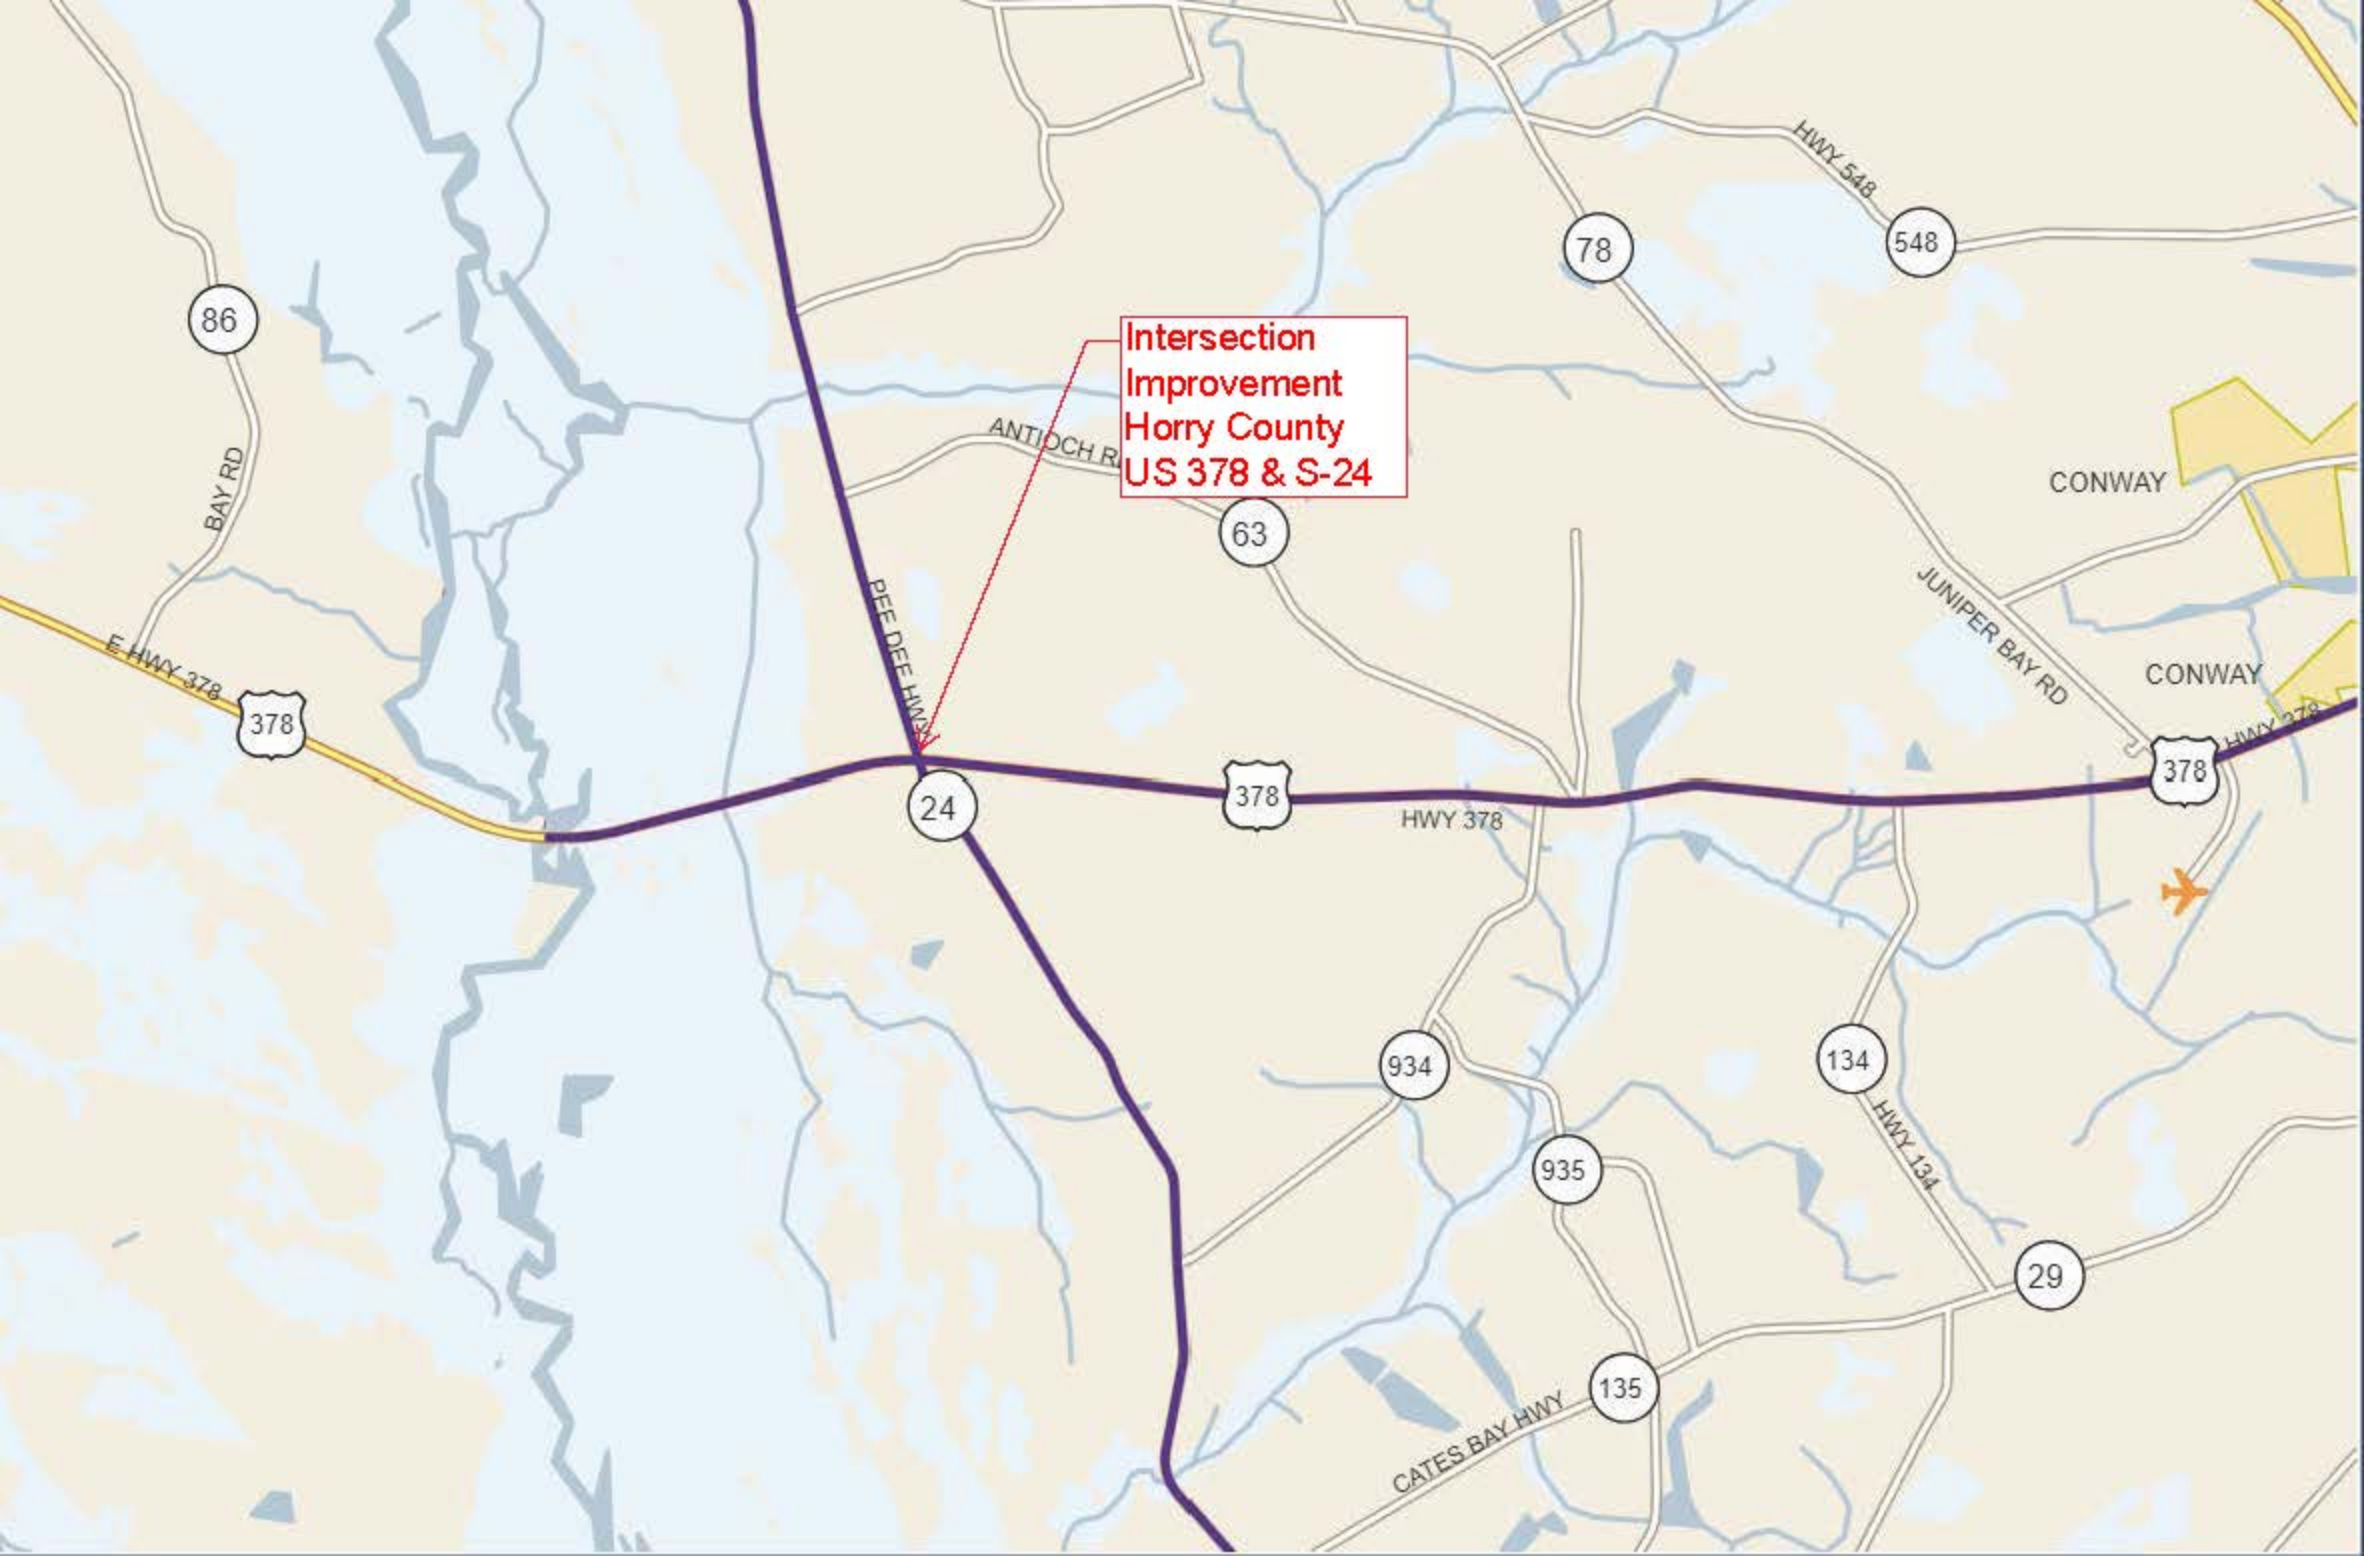 HWY 548
548
78
86
Intersection
Improvement
Horry County
US 378 & S-24
ANTIOCH
63
BAY RD
CONWAY
PEE DEE HWY
JUNIPER BAY RD
E HWY 378
378
CONWAY
HWY 378
378
378
24
HWY 378
934
134
HWY 134
935
29
135
CATES BAY HWY